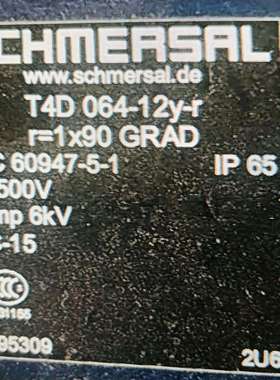 CHMERSAL
www.schmersal.de
T4D 064-12y-r
r=1x90 GRAD
C 60947-5-1 IP 65
500V
mp 6kV
-15
95309 2U6